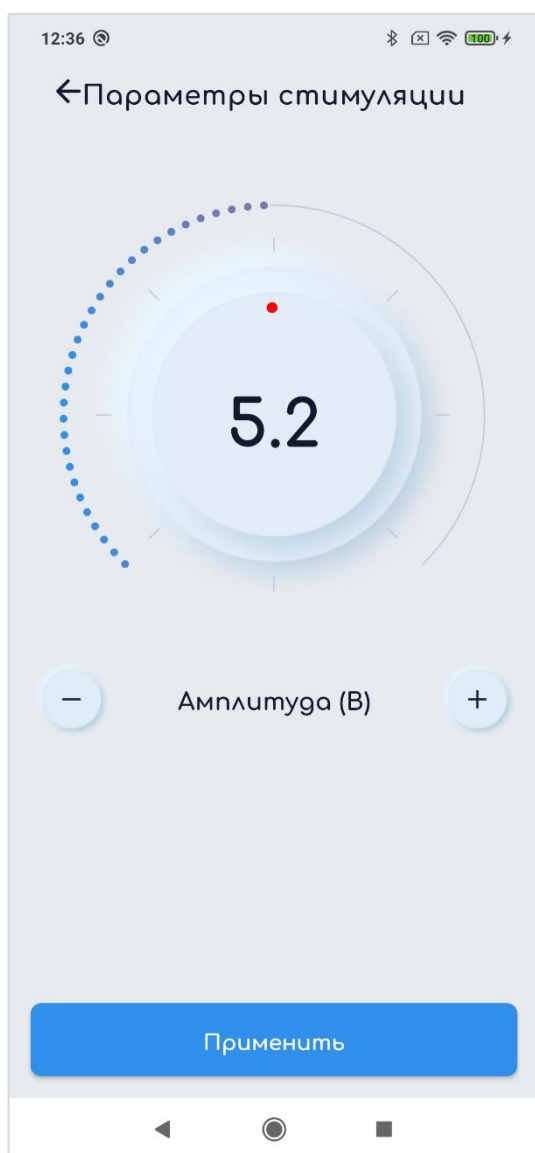 12:36
100
Параметры стимуляции
5.2
− Амплитуда (В) +
Применить